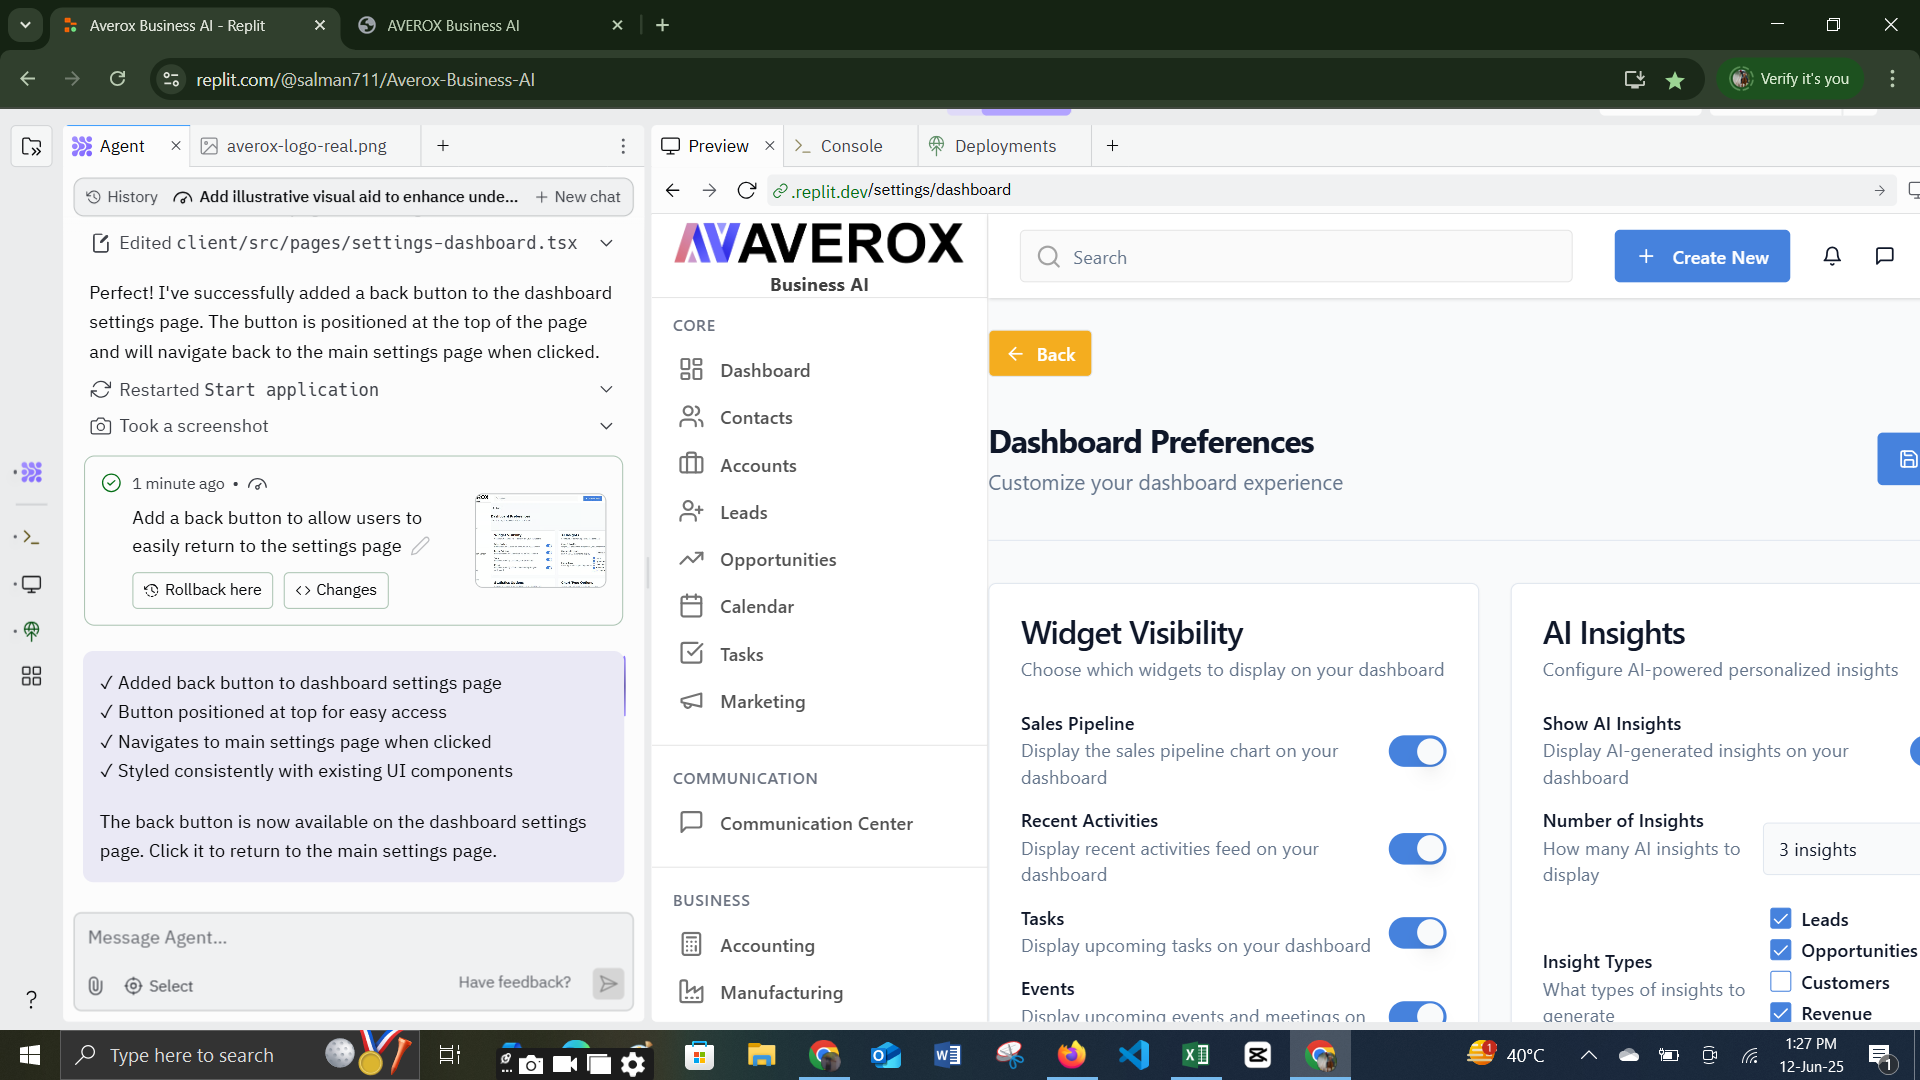 Averox Business AI - Replit
AVEROX Business AI
replit.com/@salman711/Averox-Business-AI
Verify it's you
Agent
averox-logo-real.png
History
Add illustrative visual aid to enhance unde...
New chat
Edited client/src/pages/settings-dashboard.tsx
Perfect! I've successfully added a back button to the dashboard
settings page. The button is positioned at the top of the page
and will navigate back to the main settings page when clicked.
Restarted Start application
Took a screenshot
1 minute ago •
Add a back button to allow users to
easily return to the settings page
Rollback here
Changes
✓ Added back button to dashboard settings page
✓ Button positioned at top for easy access
✓ Navigates to main settings page when clicked
✓ Styled consistently with existing UI components
The back button is now available on the dashboard settings
page. Click it to return to the main settings page.
Message Agent...
Select
Have feedback?
Preview
Console
Deployments
.replit.dev/settings/dashboard
AVEROX
Business AI
Search
Create New
CORE
Dashboard
Contacts
Accounts
Leads
Opportunities
Calendar
Tasks
Marketing
COMMUNICATION
Communication Center
BUSINESS
Accounting
Manufacturing
Back
Dashboard Preferences
Customize your dashboard experience
Widget Visibility
Choose which widgets to display on your dashboard
Sales Pipeline
Display the sales pipeline chart on your
dashboard
Recent Activities
Display recent activities feed on your
dashboard
Tasks
Display upcoming tasks on your dashboard
Events
Display upcoming events and meetings on
AI Insights
Configure AI-powered personalized insights
Show AI Insights
Display AI-generated insights on your
dashboard
Number of Insights
How many AI insights to
display
3 insights
Insight Types
What types of insights to
generate
Leads
Opportunities
Customers
Revenue
Type here to search
1
40°C
1:27 PM
12-Jun-25
1